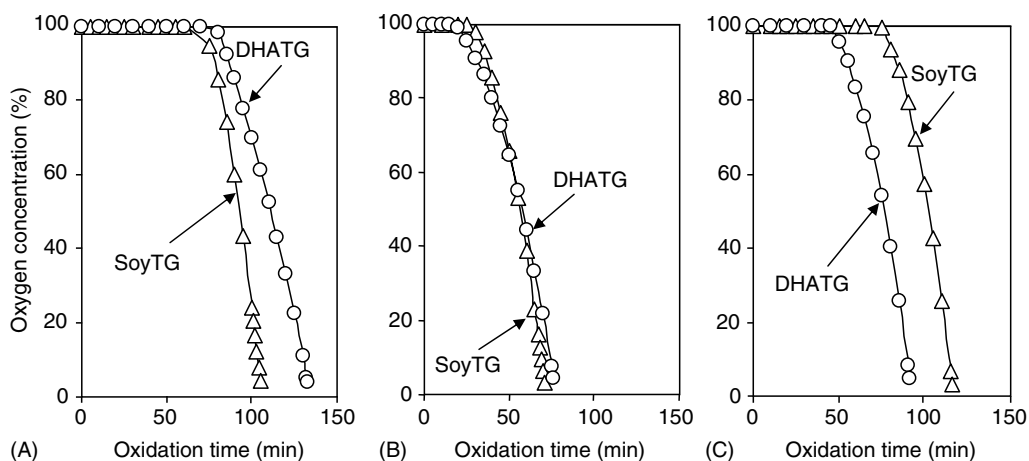 Oxygen concentration (%)
100
80
60
40
20
0
0 50 100 150
DHATG
SoyTG
(A) Oxidation time (min)
100
80
60
40
20
0
0 50 100 150
DHATG
SoyTG
(B) Oxidation time (min)
100
80
60
40
20
0
0 50 100 150
SoyTG
DHATG
(C) Oxidation time (min)